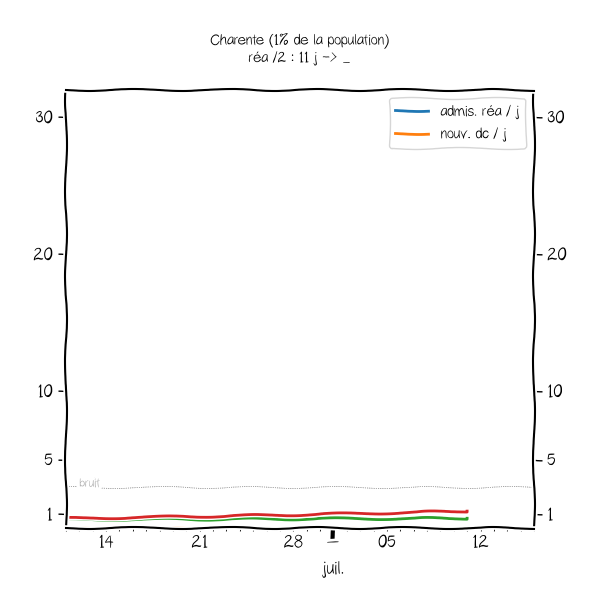 Charente (1% de la population)
réa /2 : 11 j -> _
admis. réa / j
nouv. dc / j
30
30
20
20
10
10
5
5
bruit
1
1
14
21
28
05
12
juil.